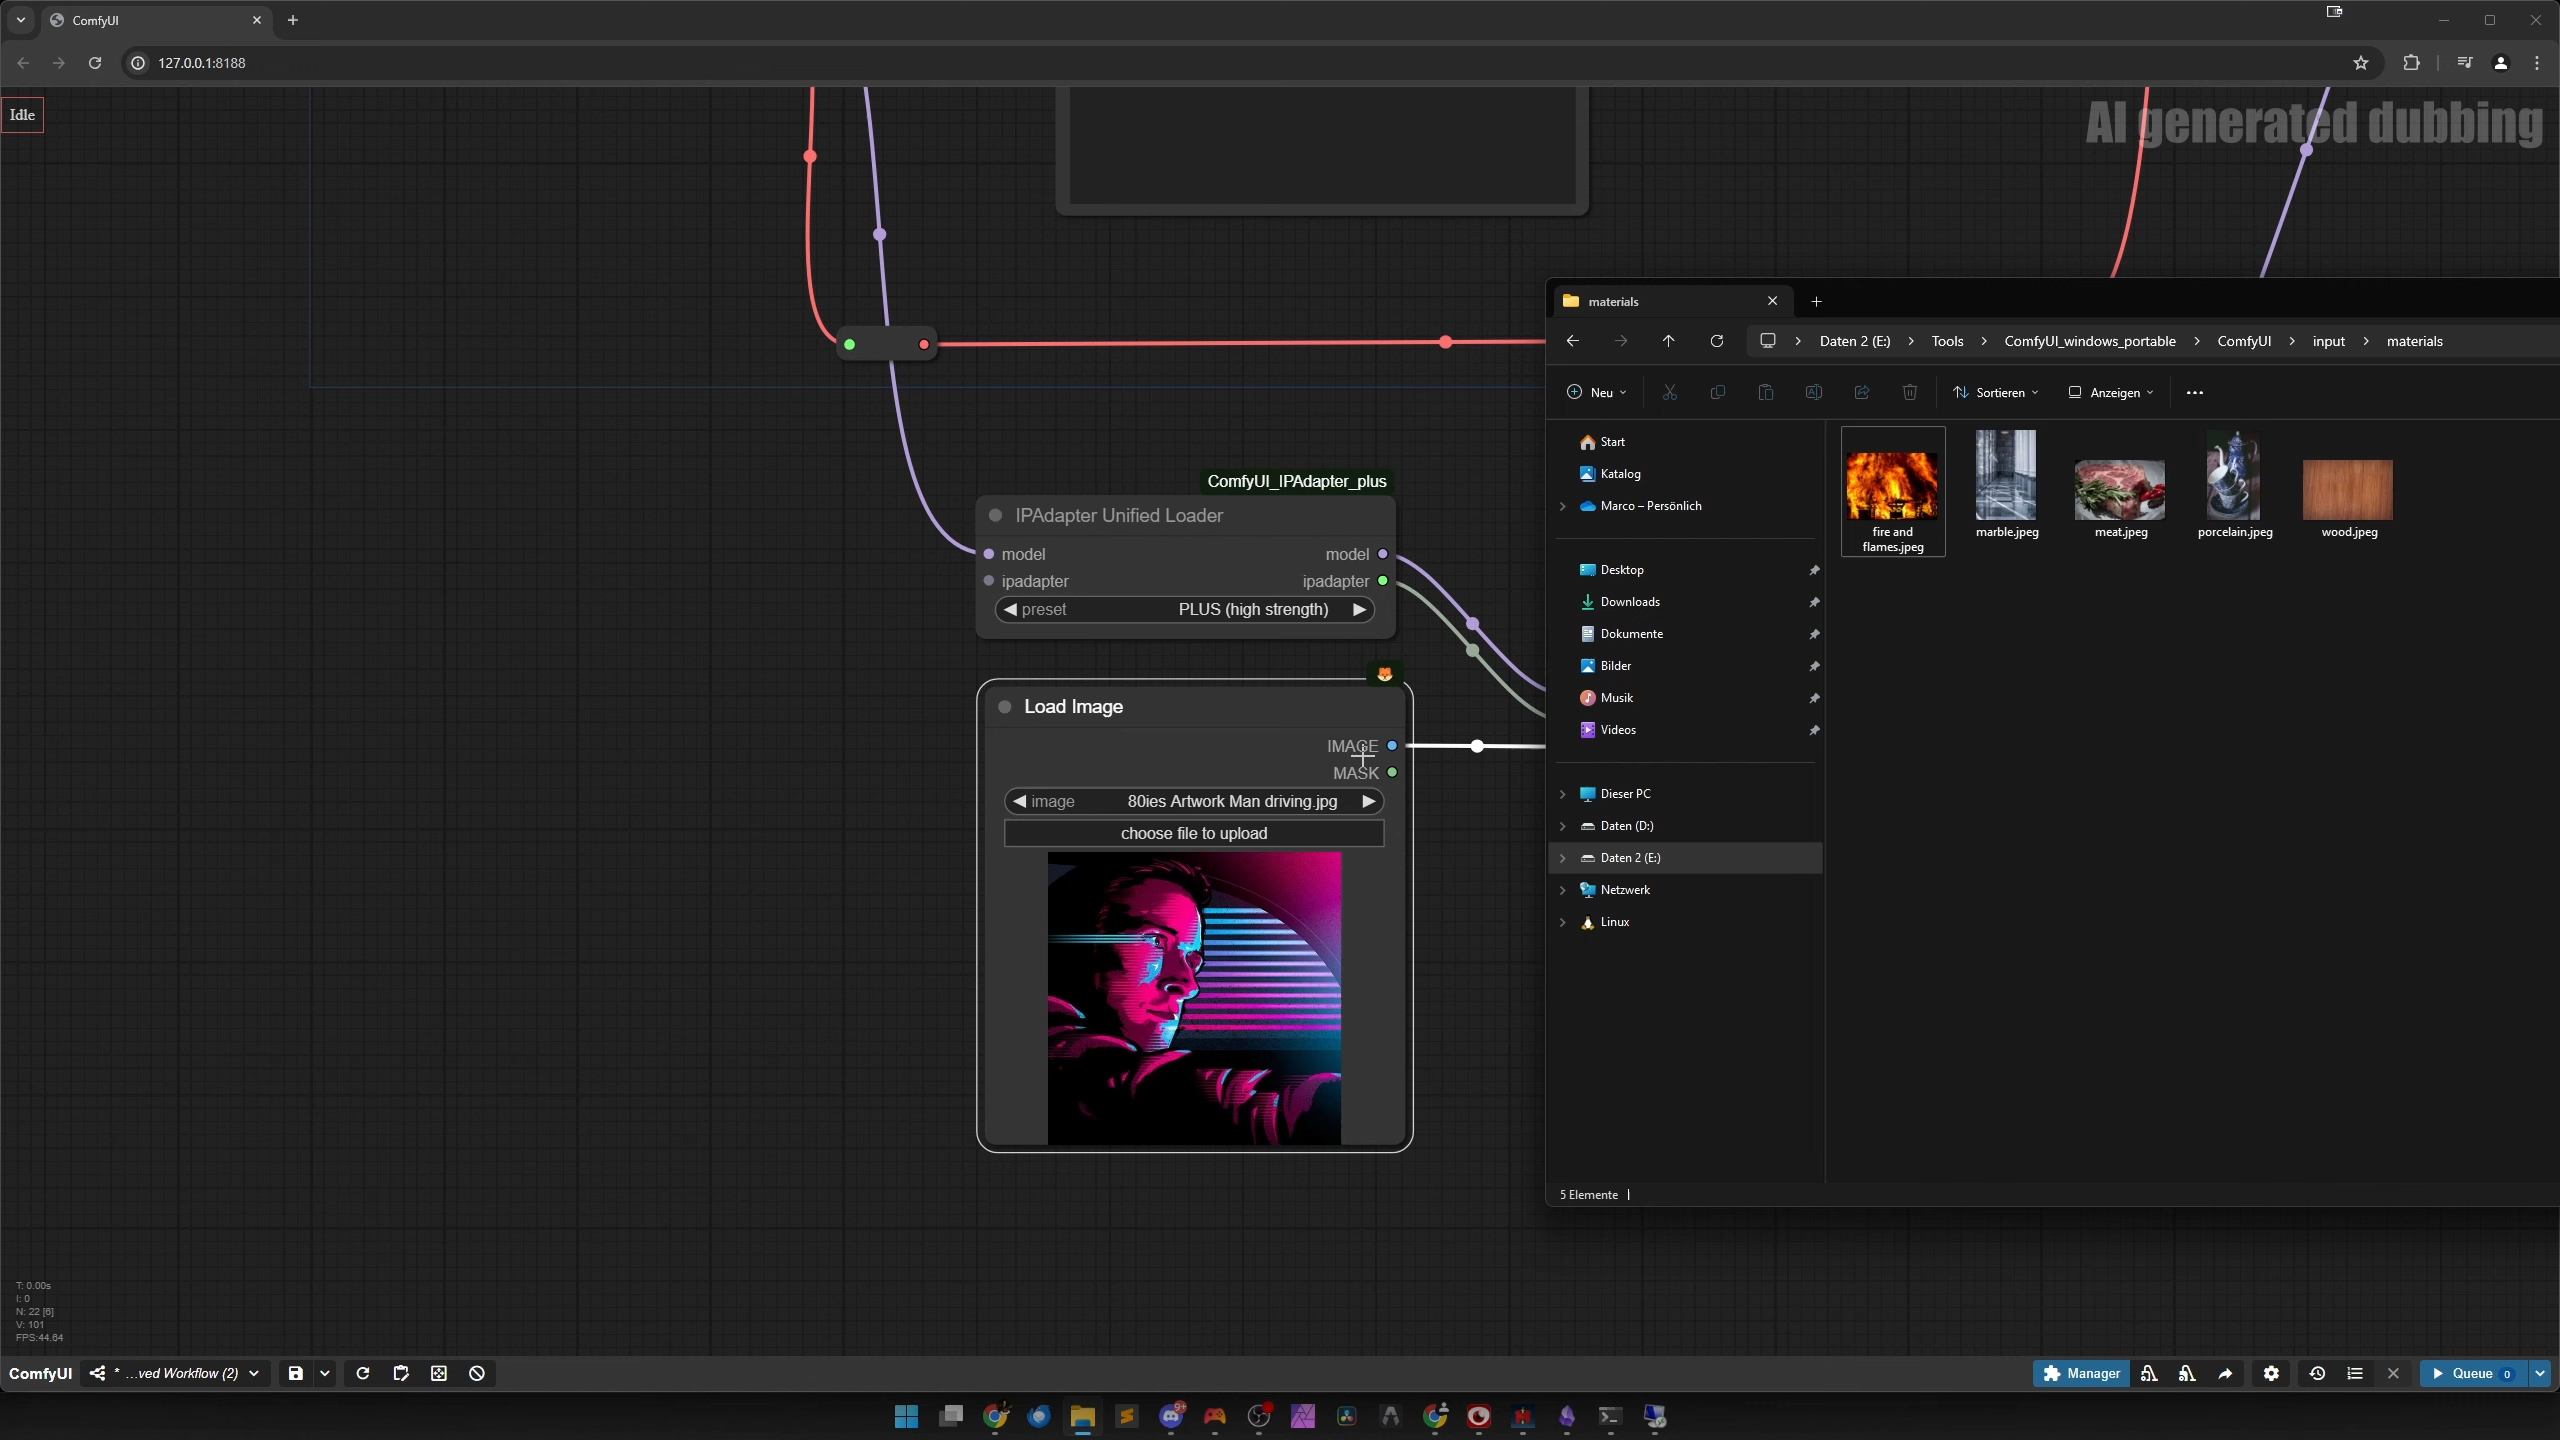 ComfyUI
127.0.0.1:8188
Idle
AI generated dubbing
materials
Daten 2 (E:)
Tools
ComfyUI_windows_portable
ComfyUI
input
materials
Neu
Sortieren
Anzeigen
Start
Katalog
Marco – Persönlich
Desktop
Downloads
Dokumente
Bilder
Musik
Videos
Dieser PC
Daten (D:)
Daten 2 (E:)
Netzwerk
Linux
fire and
flames.jpeg
marble.jpeg
meat.jpeg
porcelain.jpeg
wood.jpeg
5 Elemente
ComfyUI_IPAdapter_plus
IPAdapter Unified Loader
model
model
ipadapter
ipadapter
preset
PLUS (high strength)
Load Image
IMAGE
MASK
image
80ies Artwork Man driving.jpg
choose file to upload
T: 0.00s
I: 0
N: 22 [6]
V: 101
FPS:44.64
ComfyUI
* ...ved Workflow (2)
Manager
Queue
0
9+